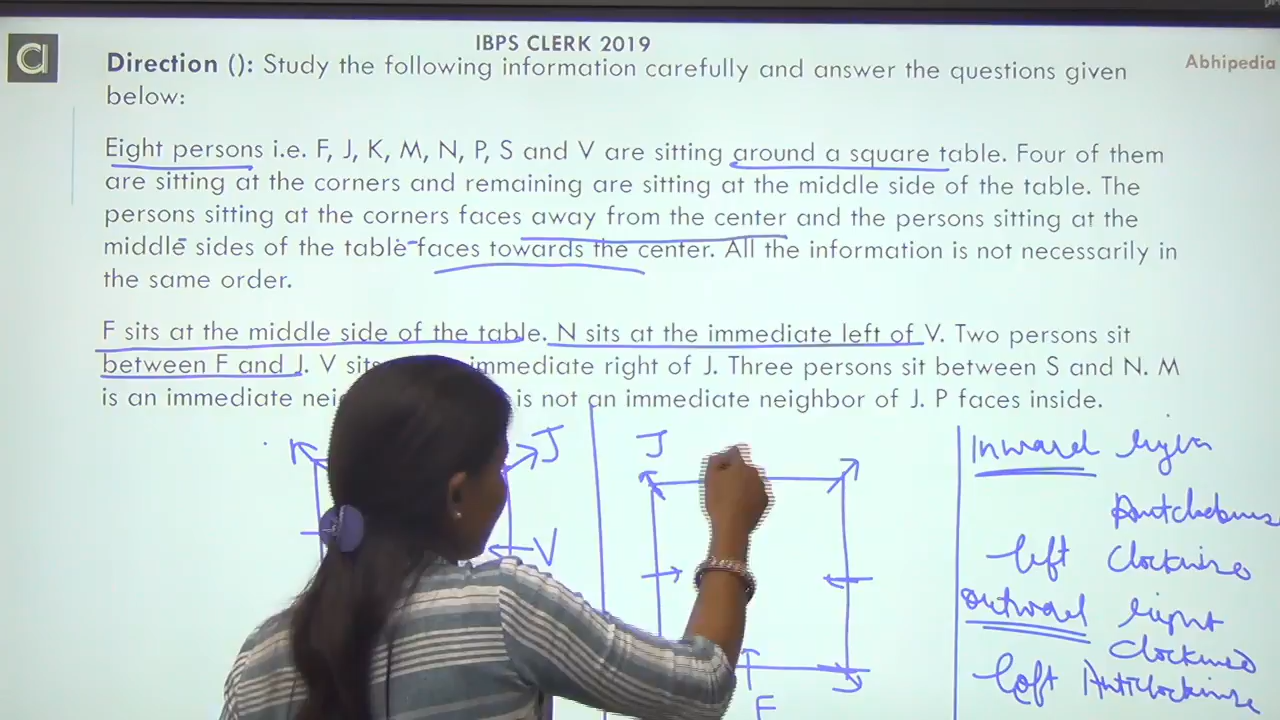 IBPS CLERK 2019
Abhipedia
Direction (): Study the following information carefully and answer the questions given
below:
Eight persons i.e. F, J, K, M, N, P, S and V are sitting around a square table. Four of them
are sitting at the corners and remaining are sitting at the middle side of the table. The
persons sitting at the corners faces away from the center and the persons sitting at the
middle sides of the table faces towards the center. All the information is not necessarily in
the same order.
F sits at the middle side of the table. N sits at the immediate left of V. Two persons sit
between F and J. V sits immediate right of J. Three persons sit between S and N. M
is an immediate is not an immediate neighbor of J. P faces inside.
J
V
J
F
Inward
left
outward right
left